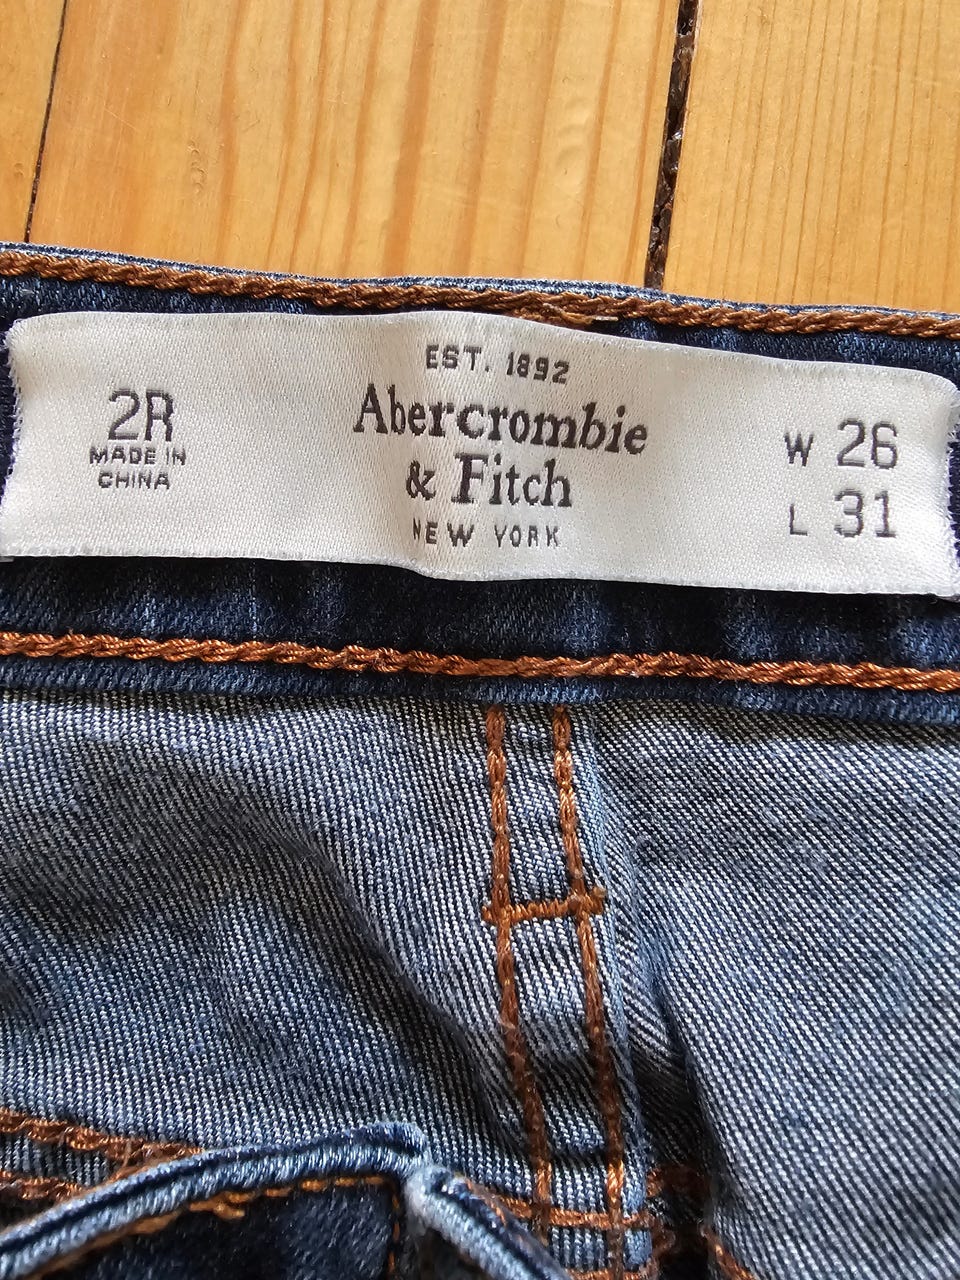 2R
MADE IN
CHINA
EST. 1892
Abercrombie
& Fitch
NEW YORK
W 26
L 31